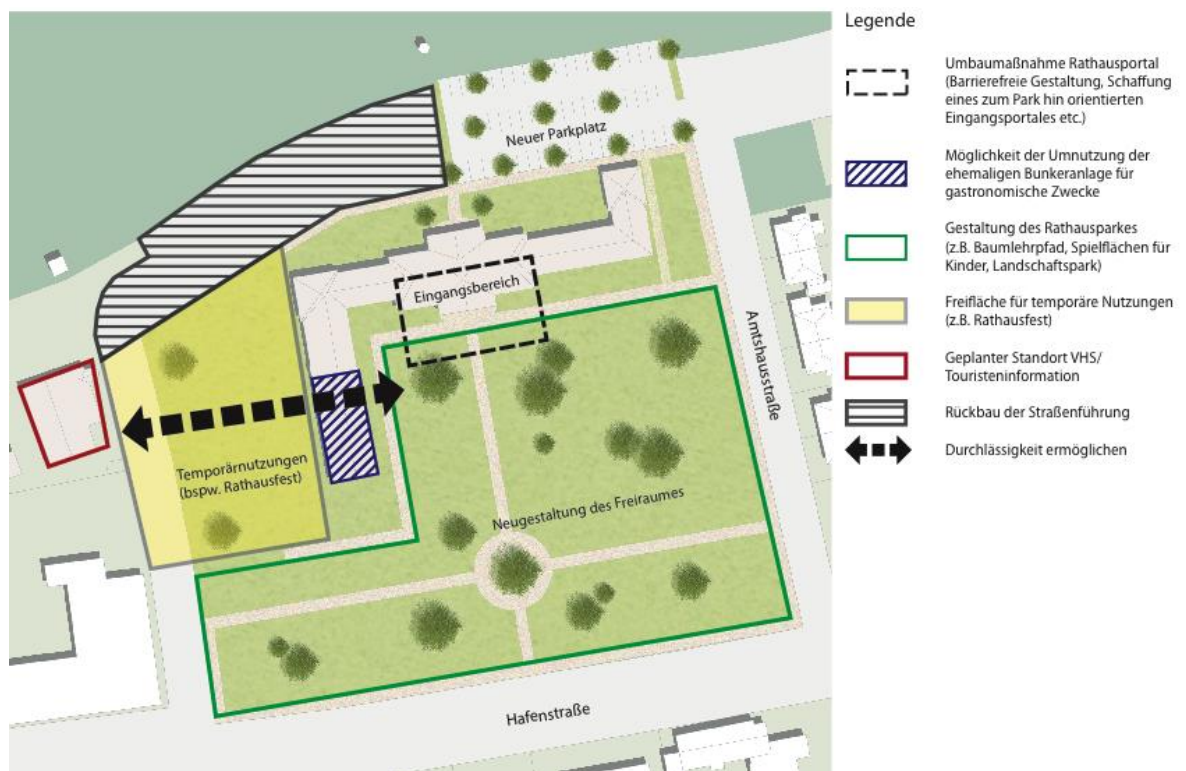 Neuer Parkplatz
Eingangsbereich
Amtshausstraße
Temporärnutzungen
(bspw. Rathausfest)
Neugestaltung des Freiraumes
Hafenstraße
Legende
Umbaumaßnahme Rathausportal
(Barrierefreie Gestaltung, Schaffung
eines zum Park hin orientierten
Eingangsportales etc.)
Möglichkeit der Umnutzung der
ehemaligen Bunkeranlage für
gastronomische Zwecke
Gestaltung des Rathausparkes
(z.B. Baumlehrpfad, Spielflächen für
Kinder, Landschaftspark)
Freifläche für temporäre Nutzungen
(z.B. Rathausfest)
Geplanter Standort VHS/
Touristeninformation
Rückbau der Straßenführung
Durchlässigkeit ermöglichen